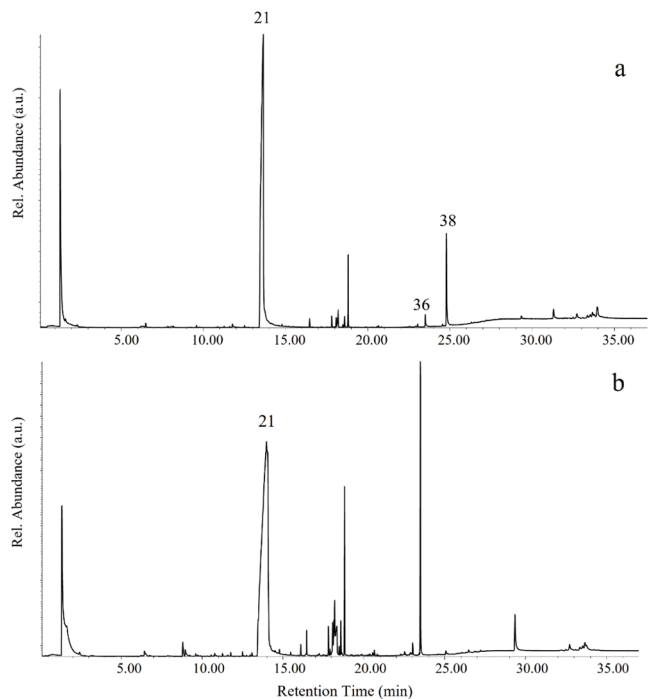 21
a
Rel. Abundance (a.u.)
38
36
5.00 10.00 15.00 20.00 25.00 30.00 35.00
b
21
Rel. Abundance (a.u.)
5.00 10.00 15.00 20.00 25.00 30.00 35.00
Retention Time (min)